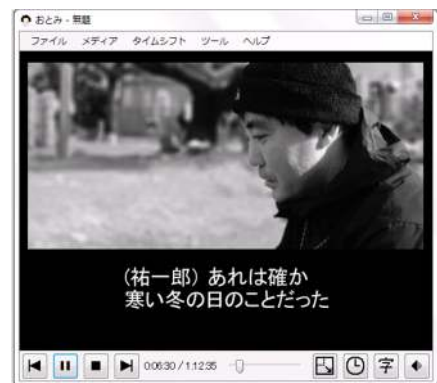 おとみ - 無題
ファイル メディア タイムシフト ツール ヘルプ
(祐一郎) あれは確か
寒い冬の日のことだった
0:06:30 / 1:12:35
字